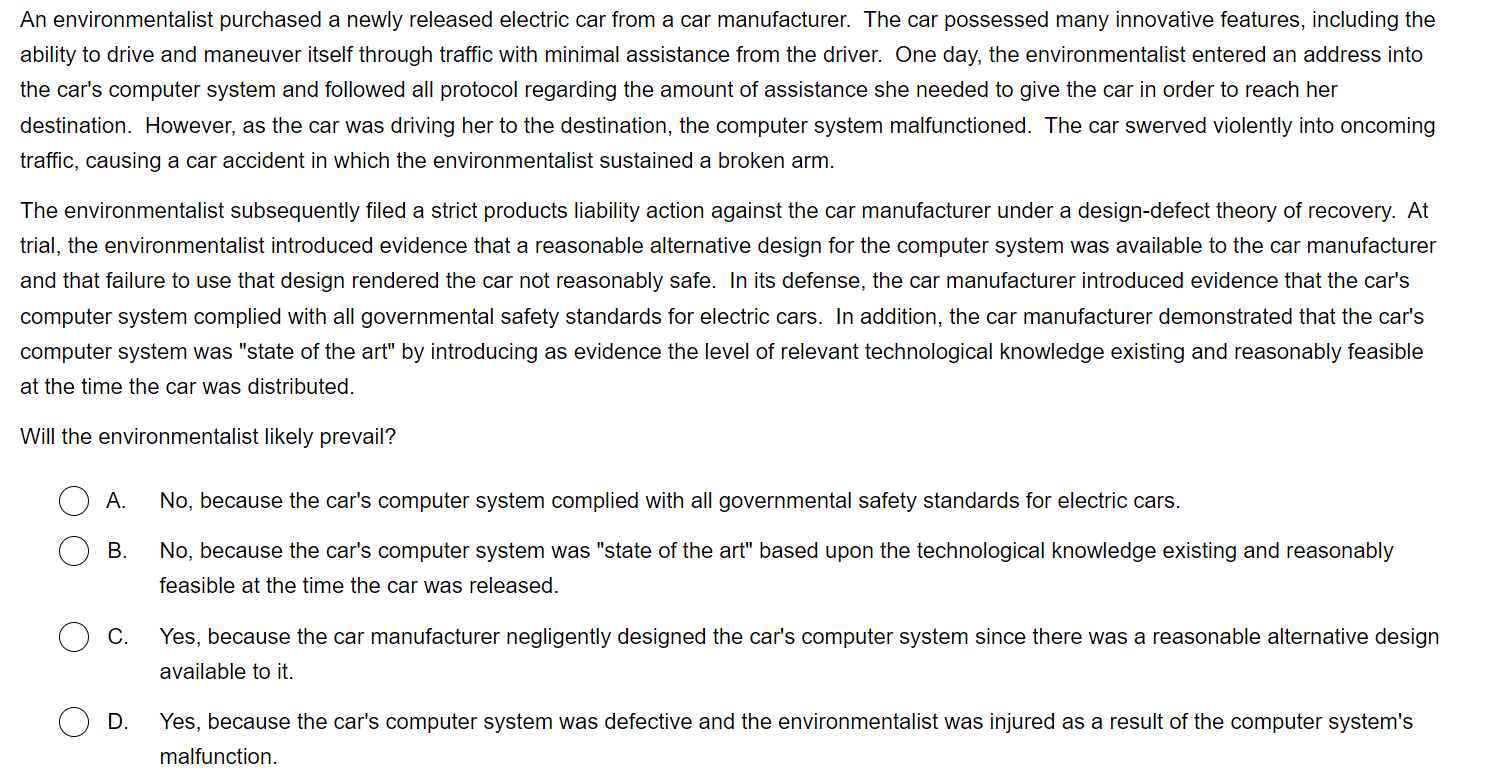 An environmentalist purchased a newly released electric car from a car manufacturer.  The car possessed many innovative features, including the
ability to drive and maneuver itself through traffic with minimal assistance from the driver.  One day, the environmentalist entered an address into
the car's computer system and followed all protocol regarding the amount of assistance she needed to give the car in order to reach her
destination.  However, as the car was driving her to the destination, the computer system malfunctioned.  The car swerved violently into oncoming
traffic, causing a car accident in which the environmentalist sustained a broken arm.
The environmentalist subsequently filed a strict products liability action against the car manufacturer under a design-defect theory of recovery.  At
trial, the environmentalist introduced evidence that a reasonable alternative design for the computer system was available to the car manufacturer
and that failure to use that design rendered the car not reasonably safe.  In its defense, the car manufacturer introduced evidence that the car's
computer system complied with all governmental safety standards for electric cars.  In addition, the car manufacturer demonstrated that the car's
computer system was "state of the art" by introducing as evidence the level of relevant technological knowledge existing and reasonably feasible
at the time the car was distributed.
Will the environmentalist likely prevail?
A. No, because the car's computer system complied with all governmental safety standards for electric cars.
B. No, because the car's computer system was "state of the art" based upon the technological knowledge existing and reasonably
feasible at the time the car was released.
C. Yes, because the car manufacturer negligently designed the car's computer system since there was a reasonable alternative design
available to it.
D. Yes, because the car's computer system was defective and the environmentalist was injured as a result of the computer system's
malfunction.